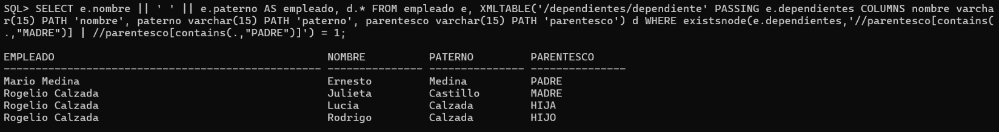 SQL> SELECT e.nombre || ' ' || e.paterno AS empleado, d.* FROM empleado e, XMLTABLE('/dependientes/dependiente' PASSING e.dependientes COLUMNS nombre varcha
r(15) PATH 'nombre', paterno varchar(15) PATH 'paterno', parentesco varchar(15) PATH 'parentesco') d WHERE existsnode(e.dependientes,'//parentesco[contains(
.,"MADRE")] | //parentesco[contains(.,"PADRE")]') = 1;
EMPLEADO NOMBRE PATERNO PARENTESCO
-------------------------------------------------- --------------- --------------- ---------------
Mario Medina Ernesto Medina PADRE
Rogelio Calzada Julieta Castillo MADRE
Rogelio Calzada Lucia Calzada HIJA
Rogelio Calzada Rodrigo Calzada HIJO